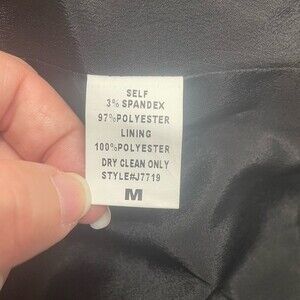 SELF
3% SPANDEX
97%POLYESTER
LINING
100%POLYESTER
DRY CLEAN ONLY
STYLE#J7719
M